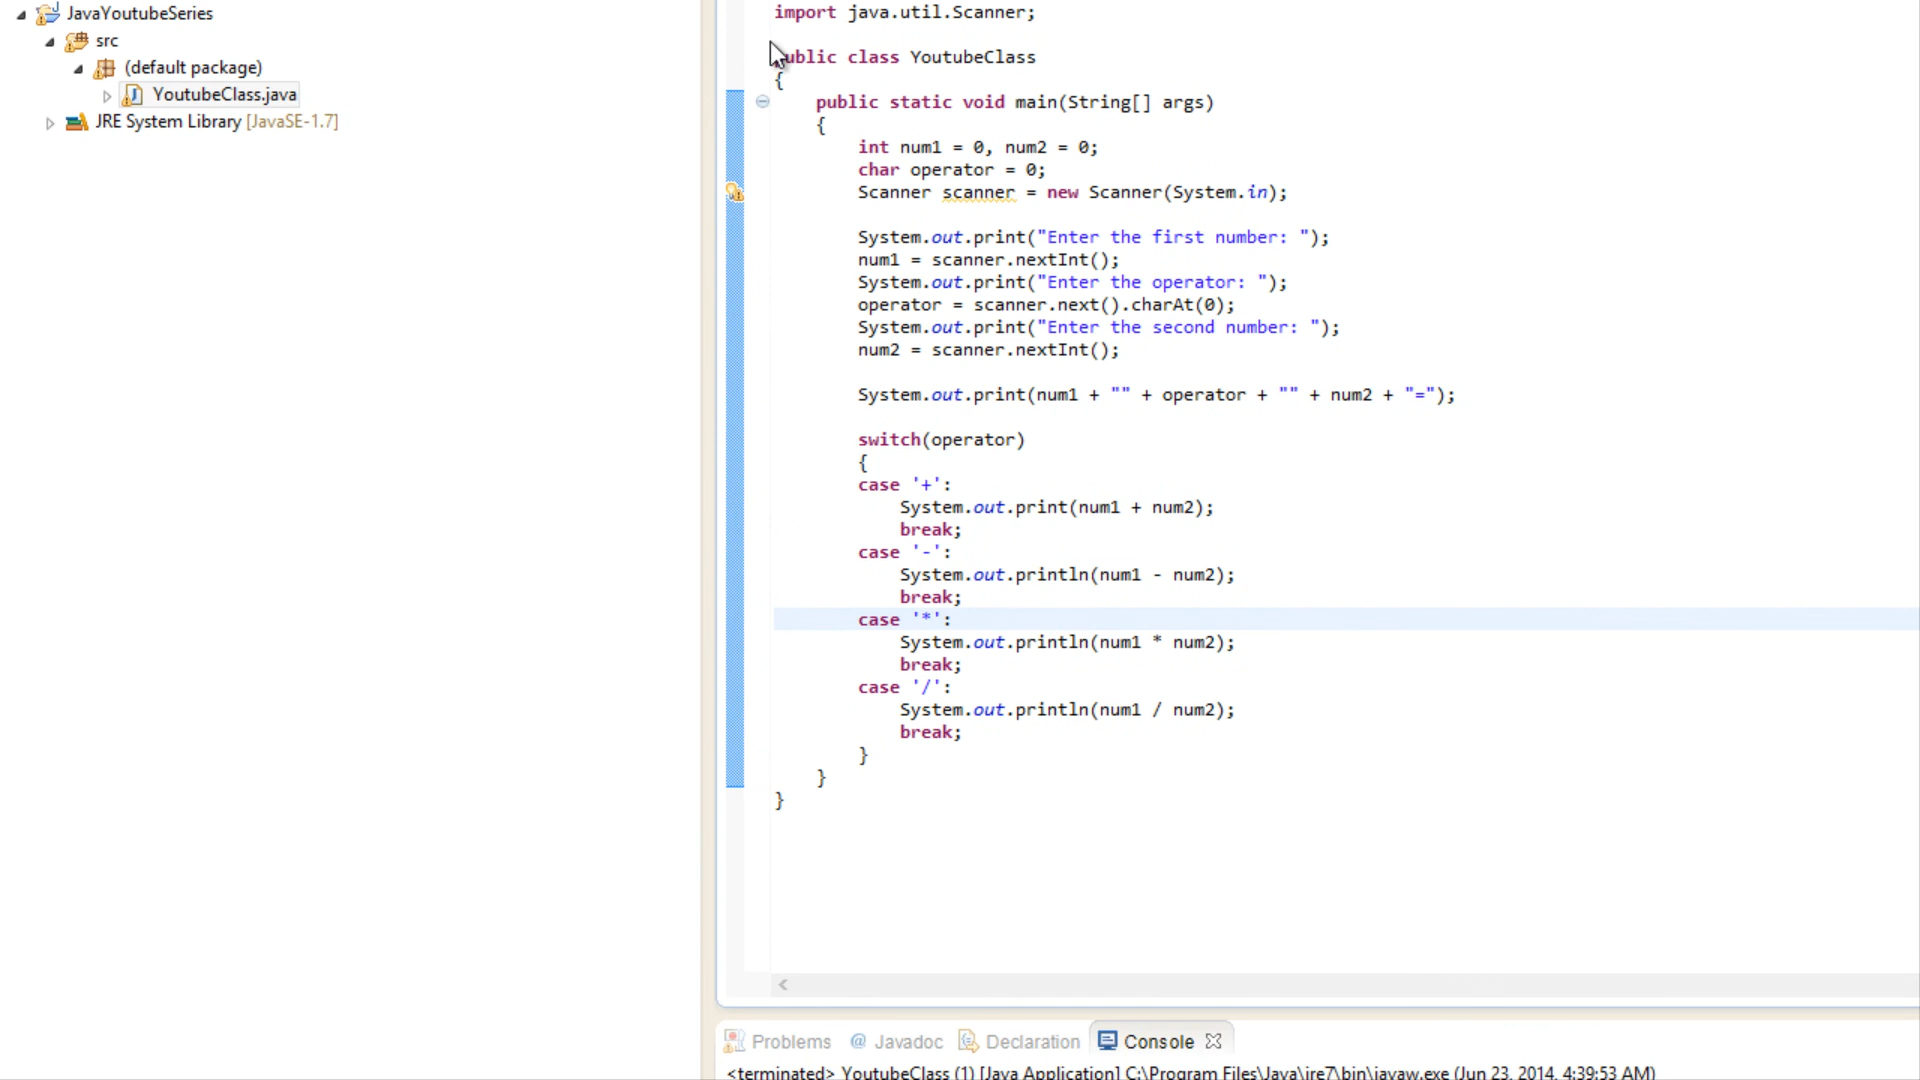 JavaYoutubeSeries
src
(default package)
YoutubeClass.java
JRE System Library [JavaSE-1.7]
import java.util.Scanner;
ublic class YoutubeClass
{
public static void main(String[] args)
{
int num1 = 0, num2 = 0;
char operator = 0;
Scanner scanner = new Scanner(System.in);
System.out.print("Enter the first number: ");
num1 = scanner.nextInt();
System.out.print("Enter the operator: ");
operator = scanner.next().charAt(0);
System.out.print("Enter the second number: ");
num2 = scanner.nextInt();
System.out.print(num1 + "" + operator + "" + num2 + "=");
switch(operator)
{
case '+':
System.out.print(num1 + num2);
break;
case '-':
System.out.println(num1 - num2);
break;
case '*':
System.out.println(num1 * num2);
break;
case '/':
System.out.println(num1 / num2);
break;
}
}
}
Problems @ Javadoc Declaration Console
<terminated> YoutubeClass (1) [Java Application] C:\Program Files\Java\jre7\bin\javaw.exe (Jun 23, 2014, 4:39:53 AM)